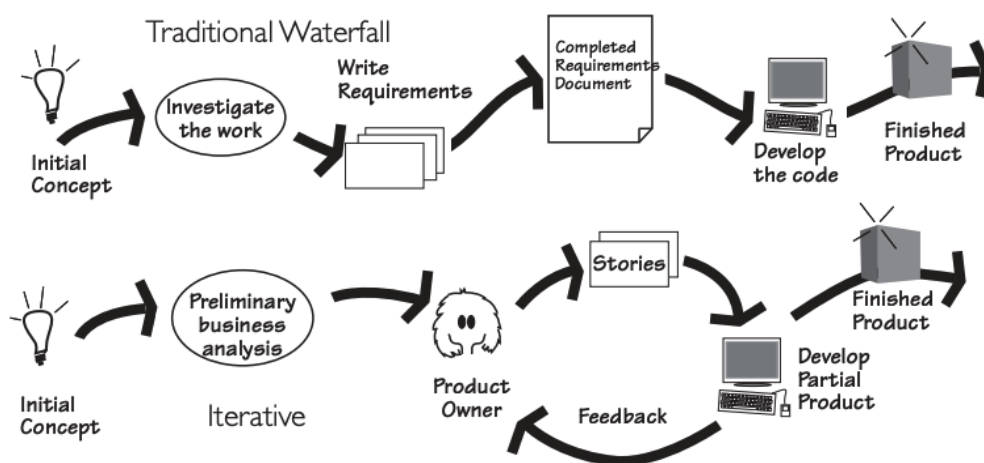 Traditional Waterfall
Initial
Concept
Investigate
the work
Write
Requirements
Completed
Requirements
Document
Develop
the code
Finished
Product
Initial
Concept
Preliminary
business
analysis
Iterative
Product
Owner
Stories
Develop
Partial
Product
Feedback
Finished
Product